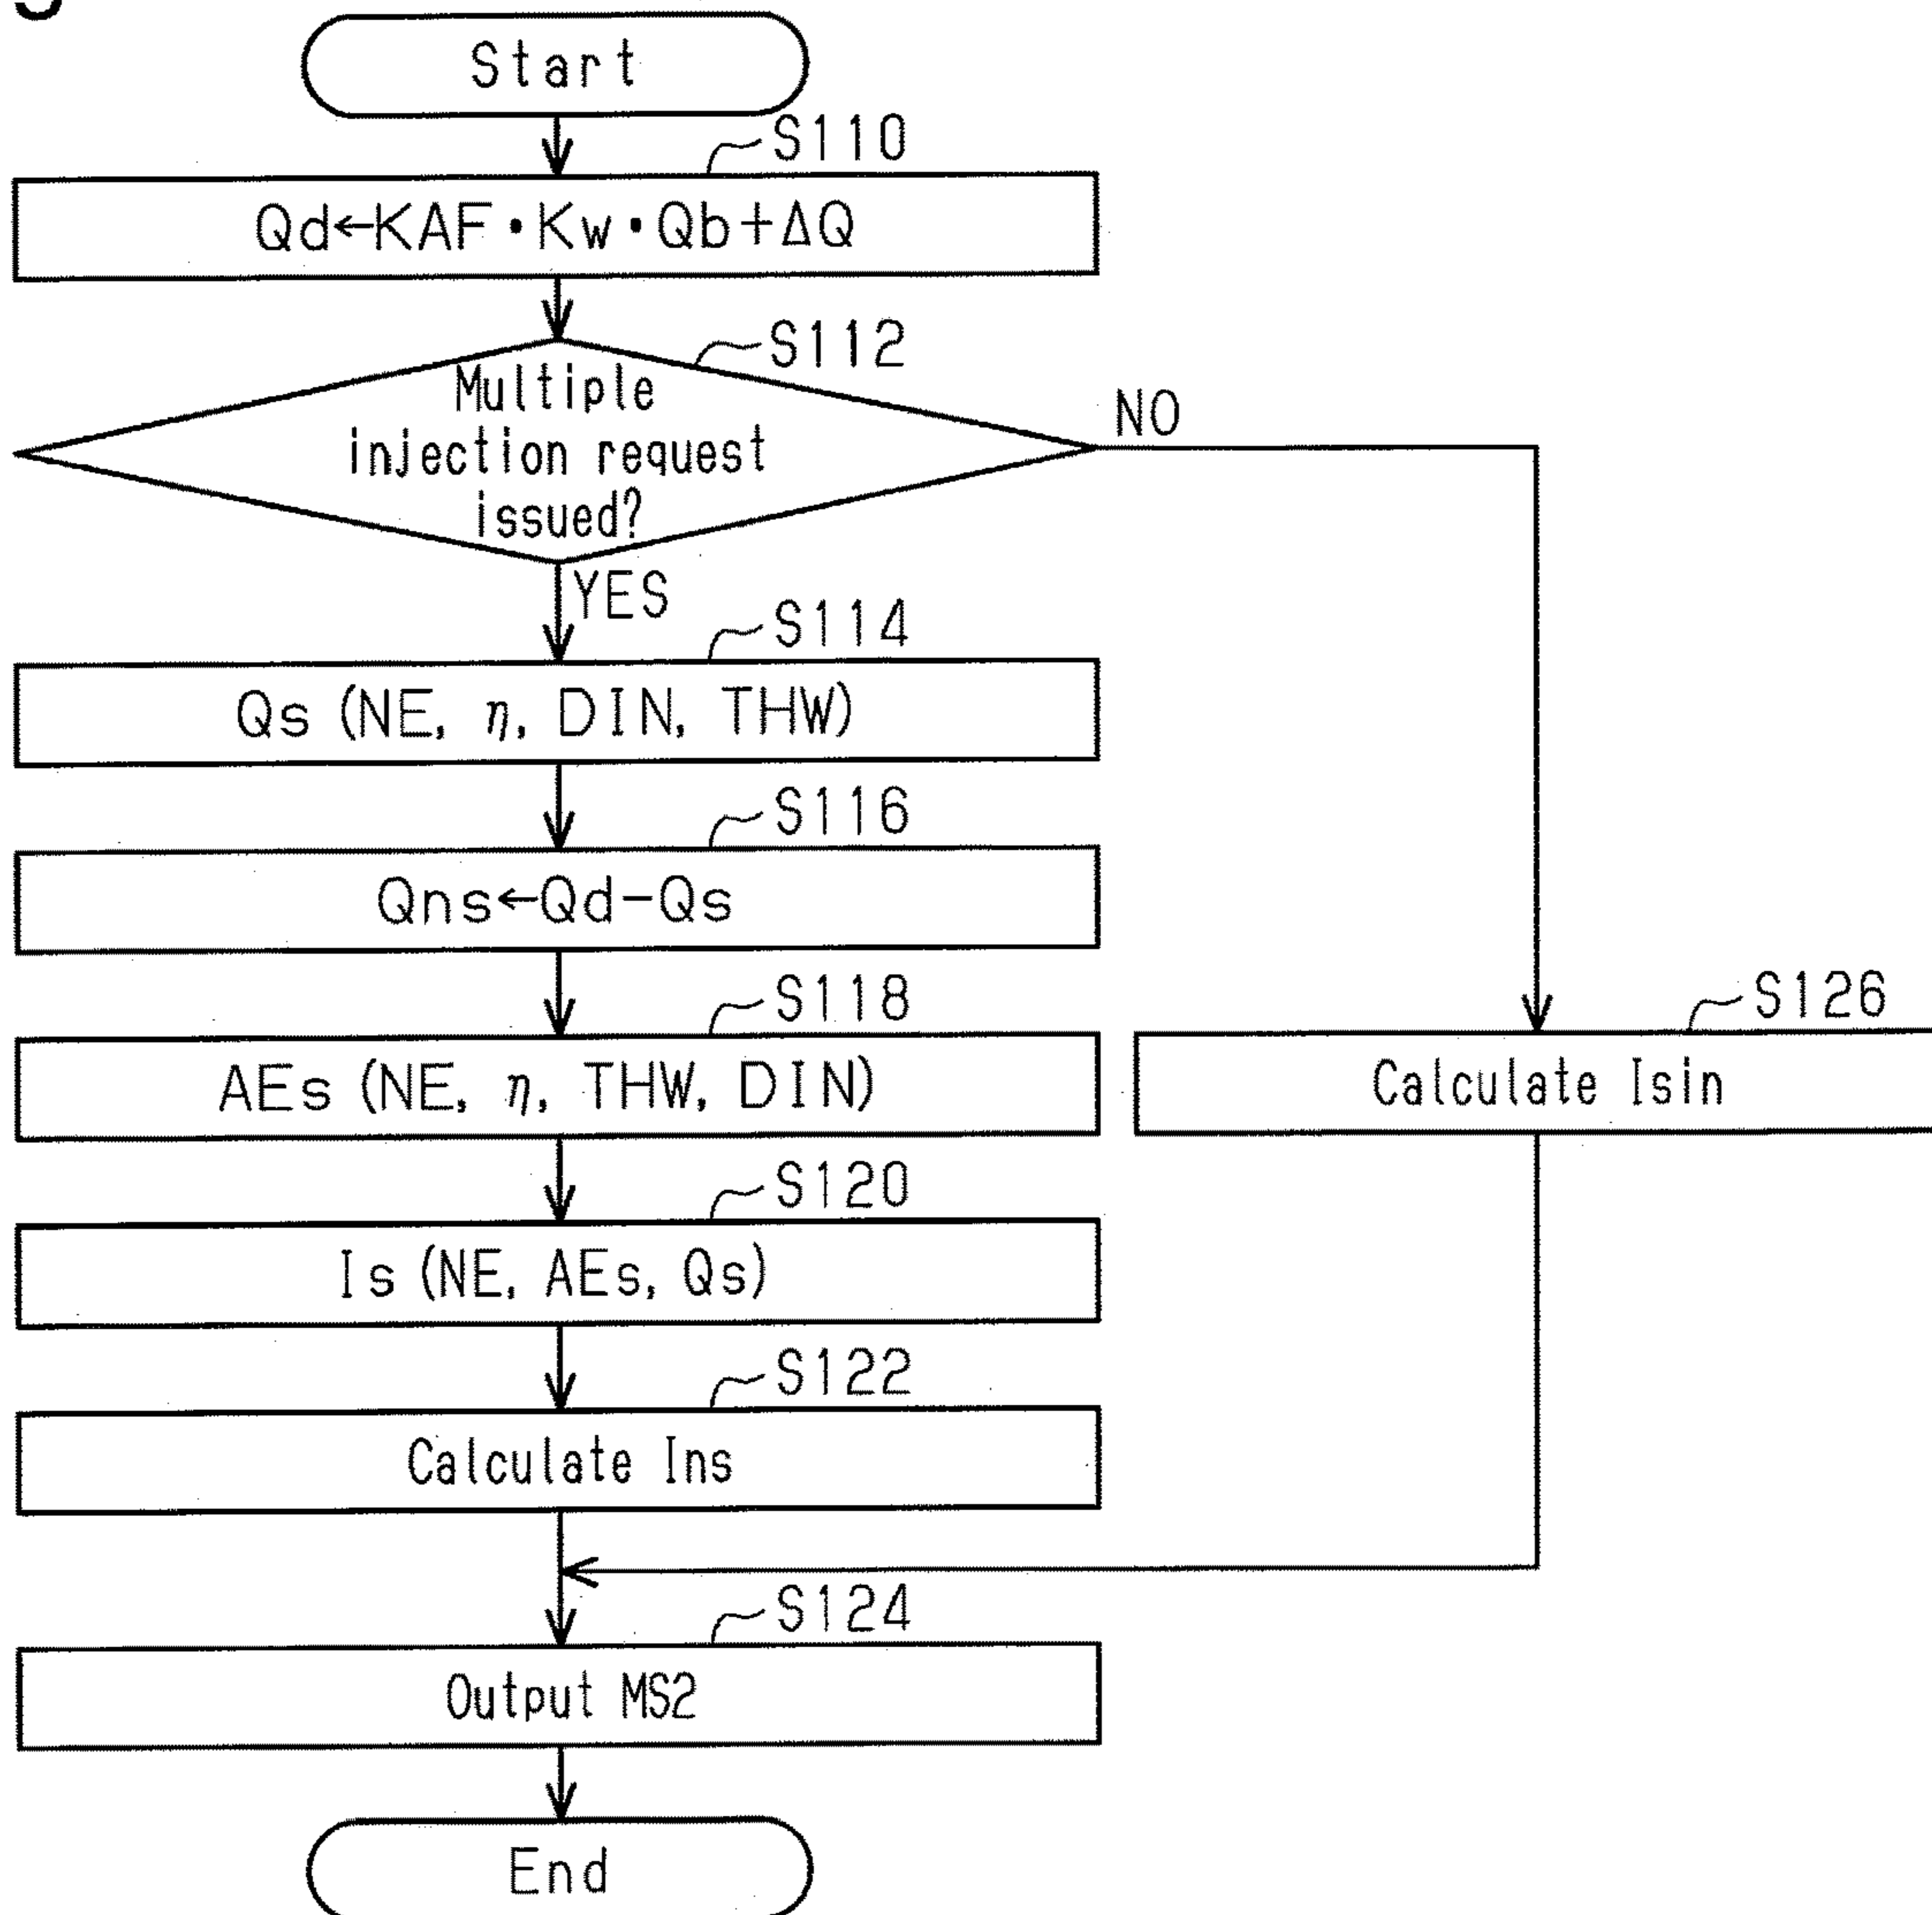 Start
S110
Qd←KAF・Kw・Qb+ΔQ
S112
Multiple
injection request
issued?
NO
YES
S114
Qs (NE, η, DIN, THW)
S116
Qns←Qd−Qs
S118
AEs (NE, η, THW, DIN)
S126
Calculate Isin
S120
Is (NE, AEs, Qs)
S122
Calculate Ins
S124
Output MS2
End